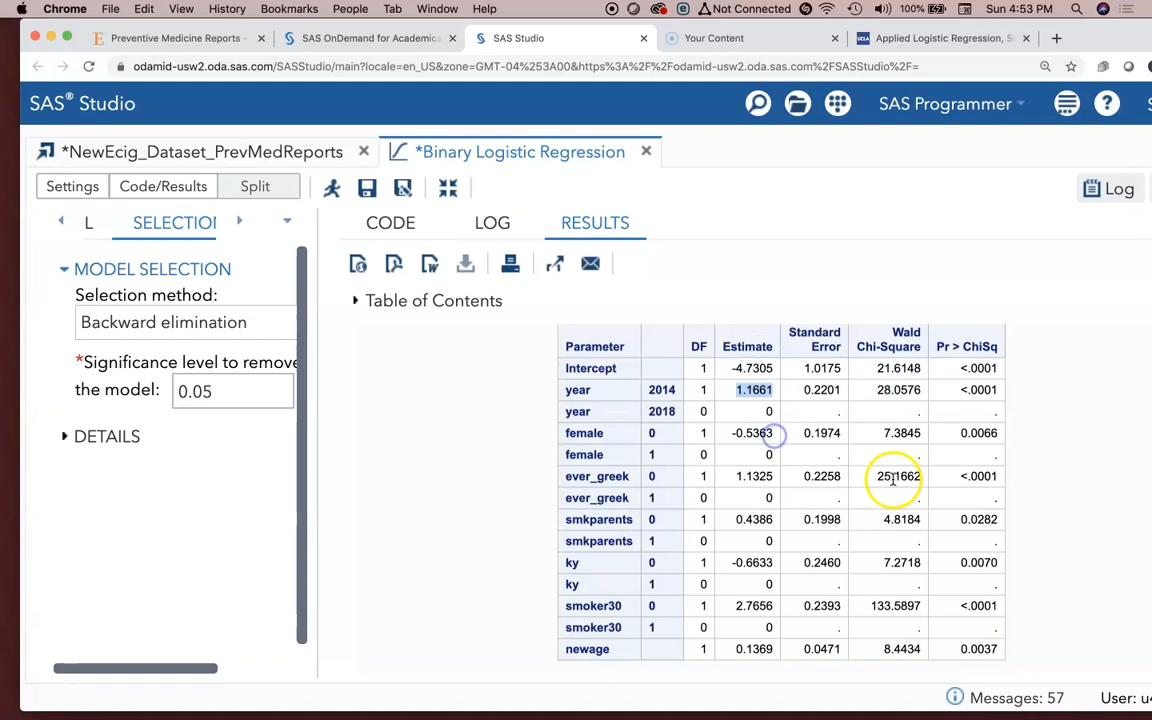 Chrome File Edit View History Bookmarks People Tab Window Help Not Connected 100% Sun 4:53 PM
Preventive Medicine Reports - × SAS OnDemand for Academics × SAS Studio × Your Content × Applied Logistic Regression, S × +
odamid-usw2.oda.sas.com/SASStudio/main?locale=en_US&zone=GMT-04%253A00&https%3A%2F%2Fodamid-usw2.oda.sas.com%2FSASStudio%2F=
SAS® Studio SAS Programmer
*NewEcig_Dataset_PrevMedReports × *Binary Logistic Regression ×
Settings Code/Results Split Log
L SELECTION CODE LOG RESULTS
MODEL SELECTION
Selection method:
Backward elimination
*Significance level to remove
the model: 0.05
DETAILS
Table of Contents
Parameter DF Estimate Standard Error Wald Chi-Square Pr > ChiSq
Intercept 1 -4.7305 1.0175 21.6148 <.0001
year 2014 1 1.1661 0.2201 28.0576 <.0001
year 2018 0 0 . . .
female 0 1 -0.5363 0.1974 7.3845 0.0066
female 1 0 0 . . .
ever_greek 0 1 1.1325 0.2258 25.1662 <.0001
ever_greek 1 0 0 . . .
smkparents 0 1 0.4386 0.1998 4.8184 0.0282
smkparents 1 0 0 . . .
ky 0 1 -0.6633 0.2460 7.2718 0.0070
ky 1 0 0 . . .
smoker30 0 1 2.7656 0.2393 133.5897 <.0001
smoker30 1 0 0 . . .
newage 1 0.1369 0.0471 8.4434 0.0037
Messages: 57 User: u4